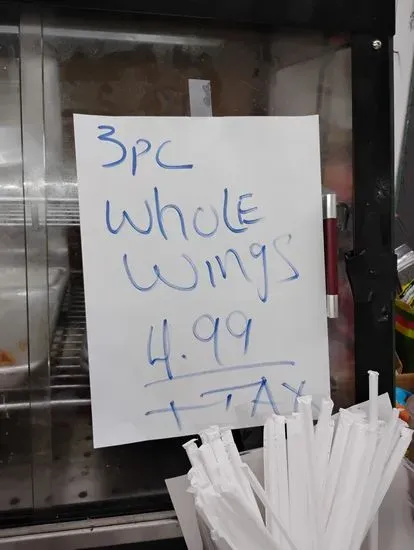 3pc
Whole
Wings
4.99
+ TAX